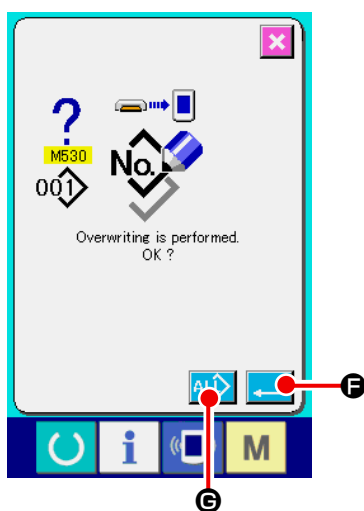 M530
No.
001
Overwriting is performed.
OK ?
ALL
F
i
M
G